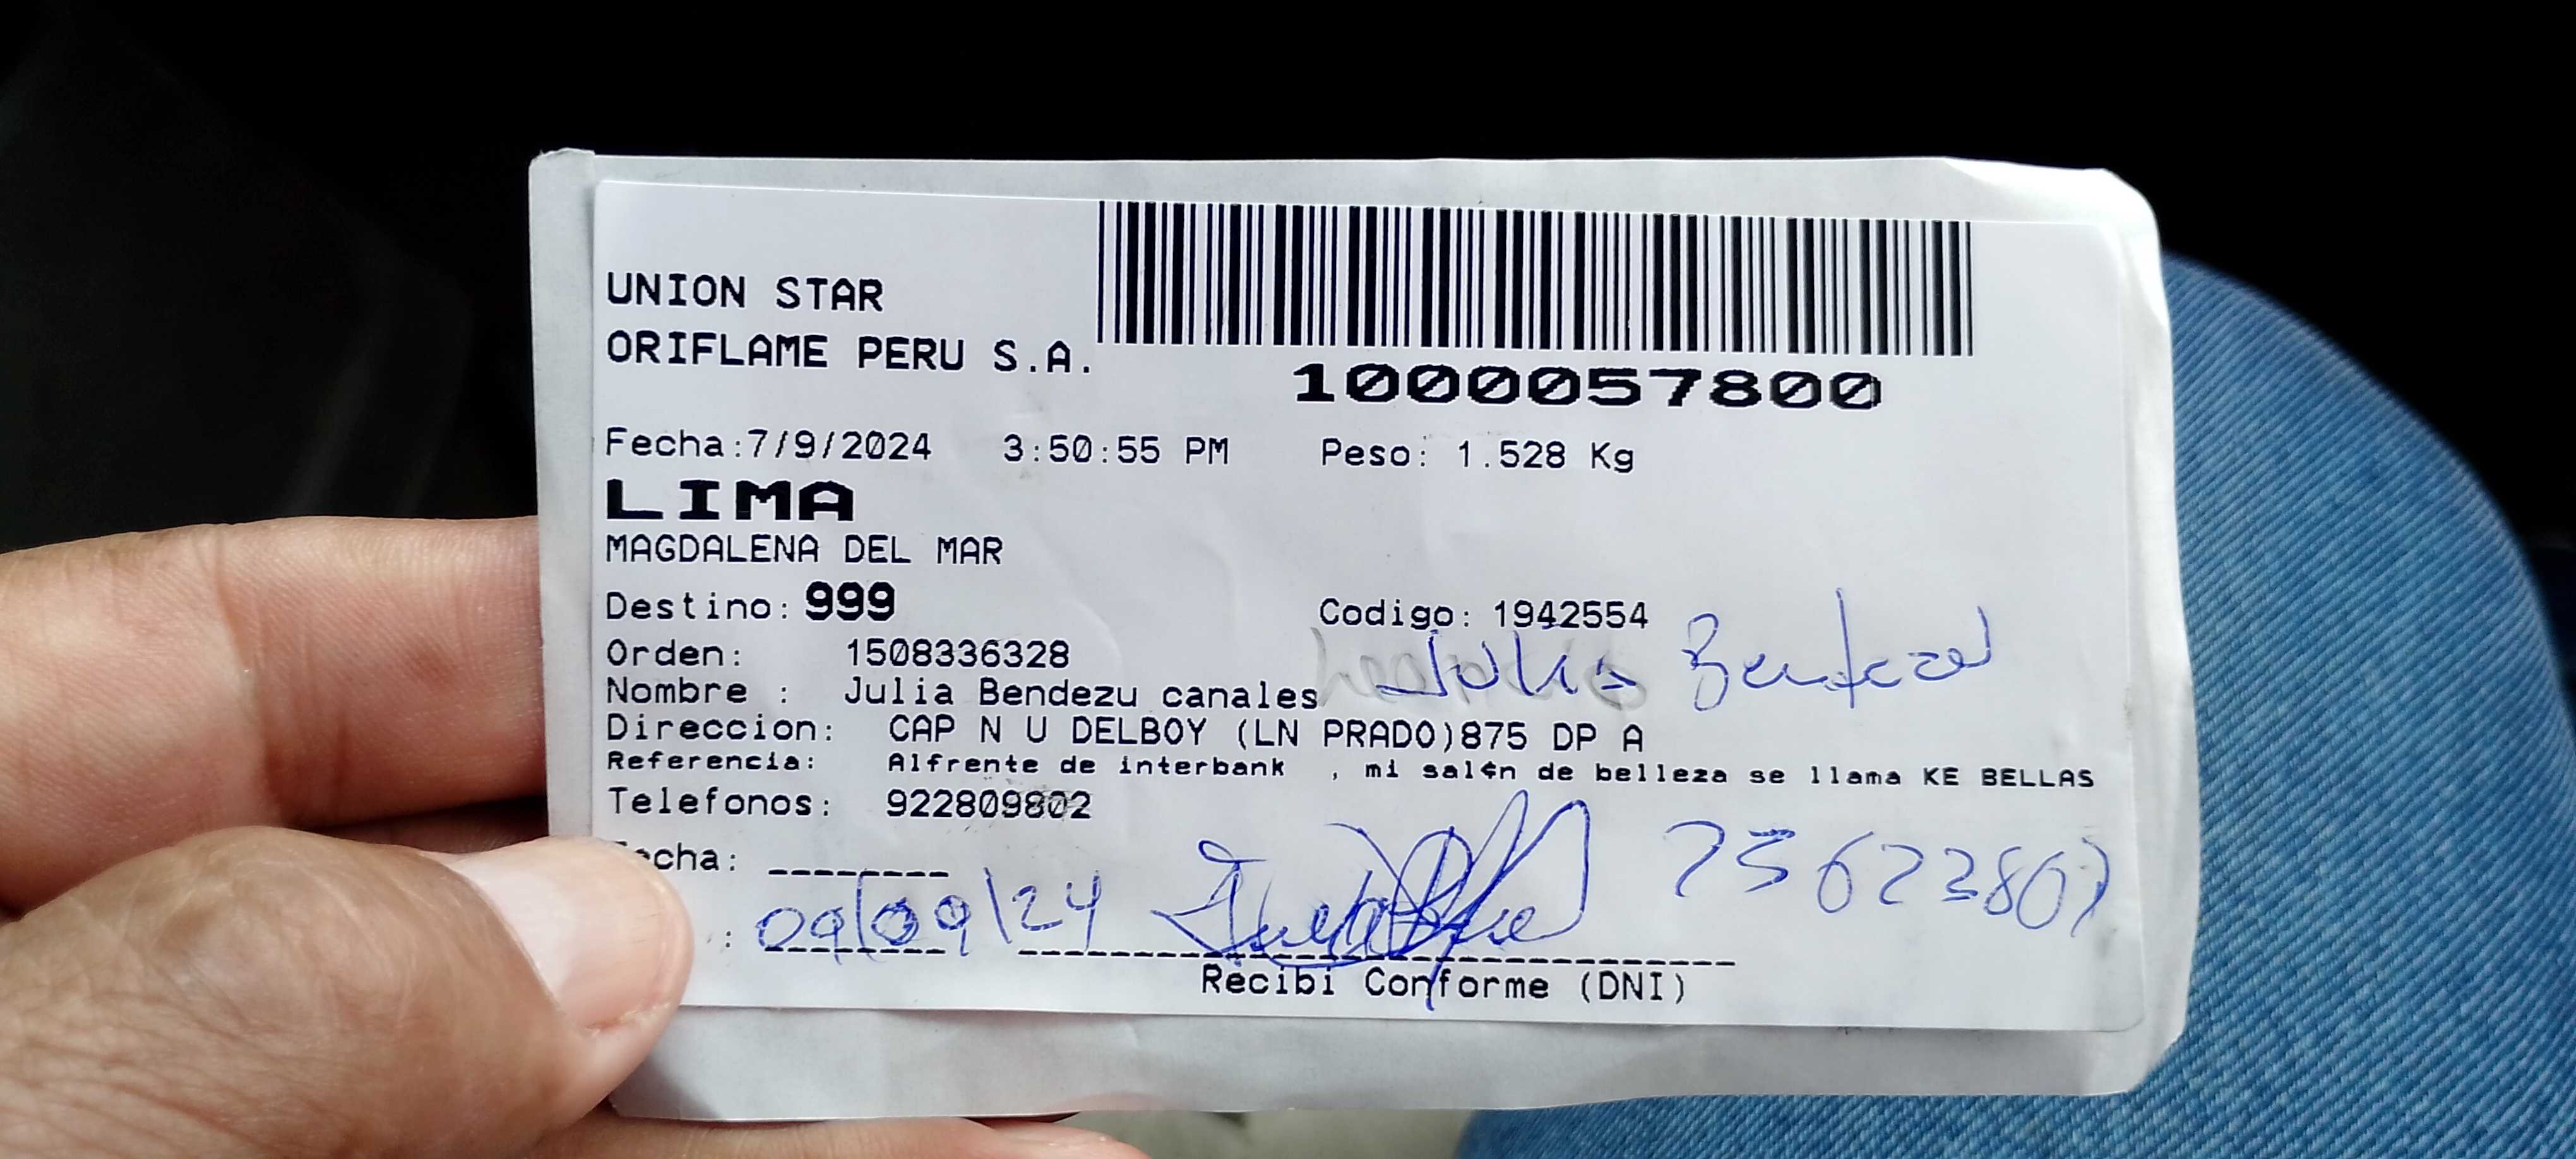 UNION STAR
ORIFLAME PERU S.A.
1000057800
Fecha:7/9/2024 3:50:55 PM Peso: 1.528 Kg
LIMA
MAGDALENA DEL MAR
Destino: 999 Codigo: 1942554
Orden: 1508336328
Nombre : Julia Bendezu canales Julia
Direccion: CAP N U DELBOY (LN PRADO)875 DP A
Referencia: Alfrente de interbank , mi sal¢n de belleza se llama KE BELLAS
Telefonos: 922809802
echa: ________
: 09/09/24
Recibi Conforme (DNI)